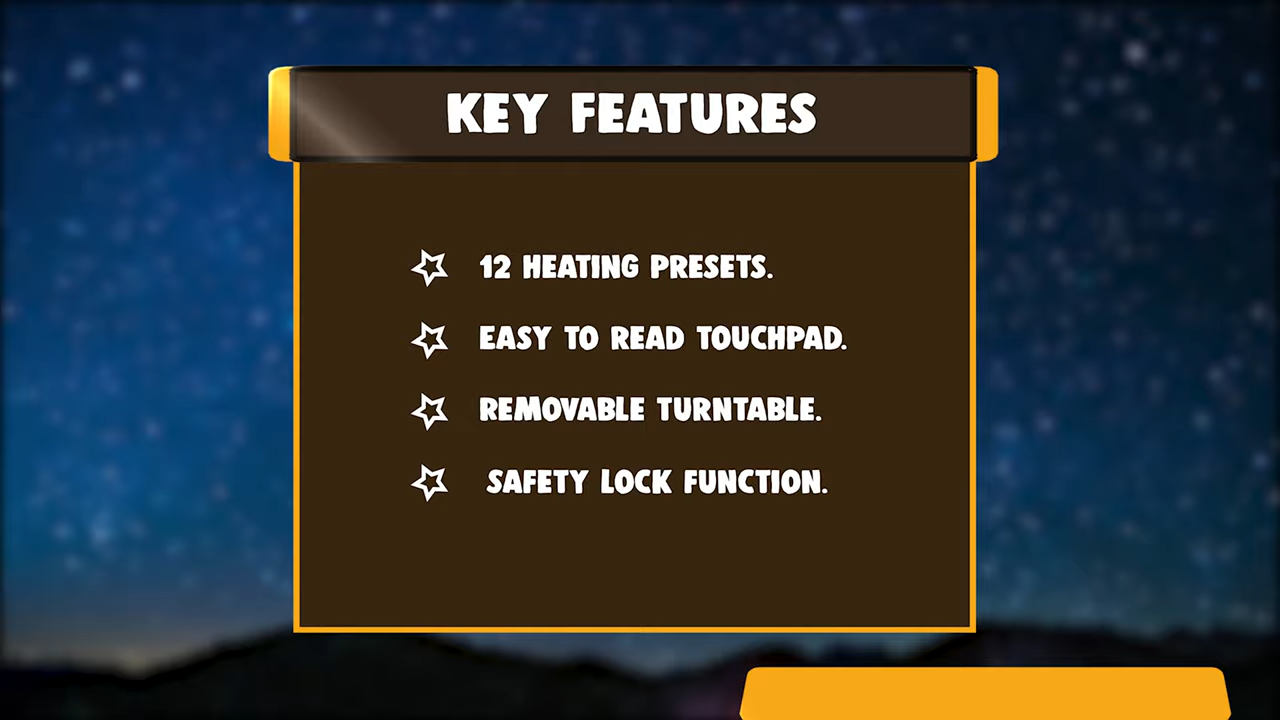 KEY FEATURES
12 HEATING PRESETS.
EASY TO READ TOUCHPAD.
REMOVABLE TURNTABLE.
SAFETY LOCK FUNCTION.